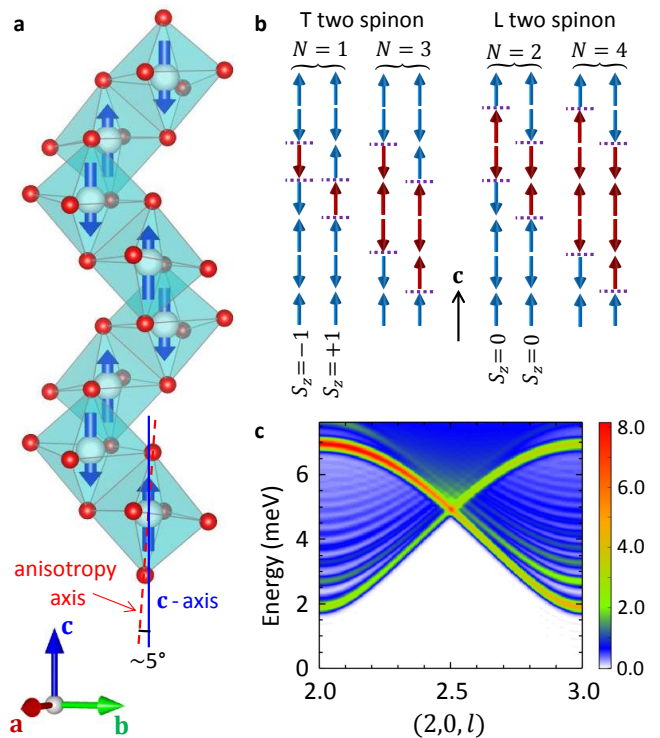 a
anisotropy
axis
c - axis
~5°
c
a
b
b
T two spinon
L two spinon
N = 1
N = 3
N = 2
N = 4
c
S_z=−1
S_z=+1
S_z=0
S_z=0
c
Energy (meV)
6
4
2
0
2.0
2.5
3.0
(2,0, l)
8.0
6.0
4.0
2.0
0.0